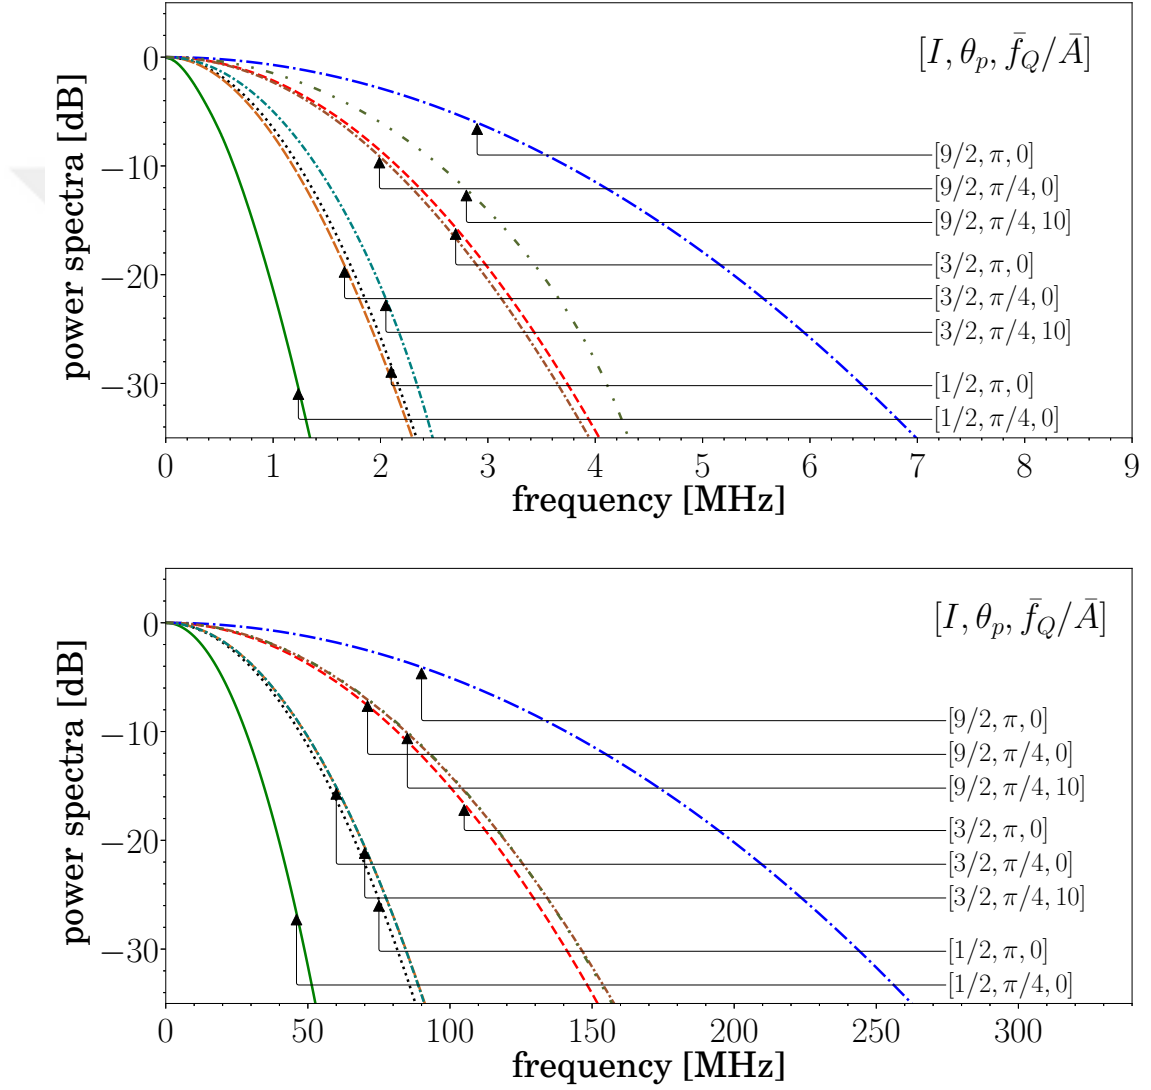 [I, θ_p, f̄_Q/Ā]
0
−10
−20
−30
power spectra [dB]
[9/2, π, 0]
[9/2, π/4, 0]
[9/2, π/4, 10]
[3/2, π, 0]
[3/2, π/4, 0]
[3/2, π/4, 10]
[1/2, π, 0]
[1/2, π/4, 0]
0 1 2 3 4 5 6 7 8 9
frequency [MHz]
[I, θ_p, f̄_Q/Ā]
0
−10
−20
−30
power spectra [dB]
[9/2, π, 0]
[9/2, π/4, 0]
[9/2, π/4, 10]
[3/2, π, 0]
[3/2, π/4, 0]
[3/2, π/4, 10]
[1/2, π, 0]
[1/2, π/4, 0]
0 50 100 150 200 250 300
frequency [MHz]